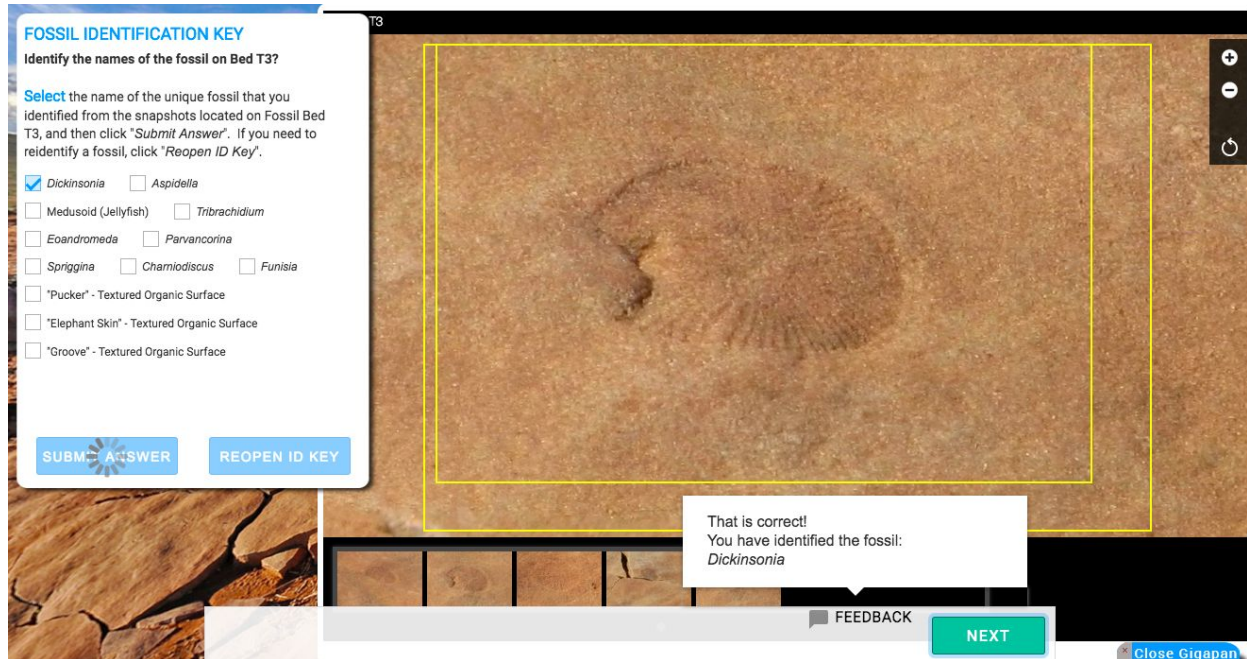 FOSSIL IDENTIFICATION KEY
Identify the names of the fossil on Bed T3?
Select the name of the unique fossil that you
identified from the snapshots located on Fossil Bed
T3, and then click "Submit Answer". If you need to
reidentify a fossil, click "Reopen ID Key".
Dickinsonia Aspidella
Medusoid (Jellyfish) Tribrachidium
Eoandromeda Parvancorina
Spriggina Charniodiscus Funisia
"Pucker" - Textured Organic Surface
"Elephant Skin" - Textured Organic Surface
"Groove" - Textured Organic Surface
SUBMIT ANSWER REOPEN ID KEY
T3
That is correct!
You have identified the fossil:
Dickinsonia
FEEDBACK
NEXT
× Close Gigapan